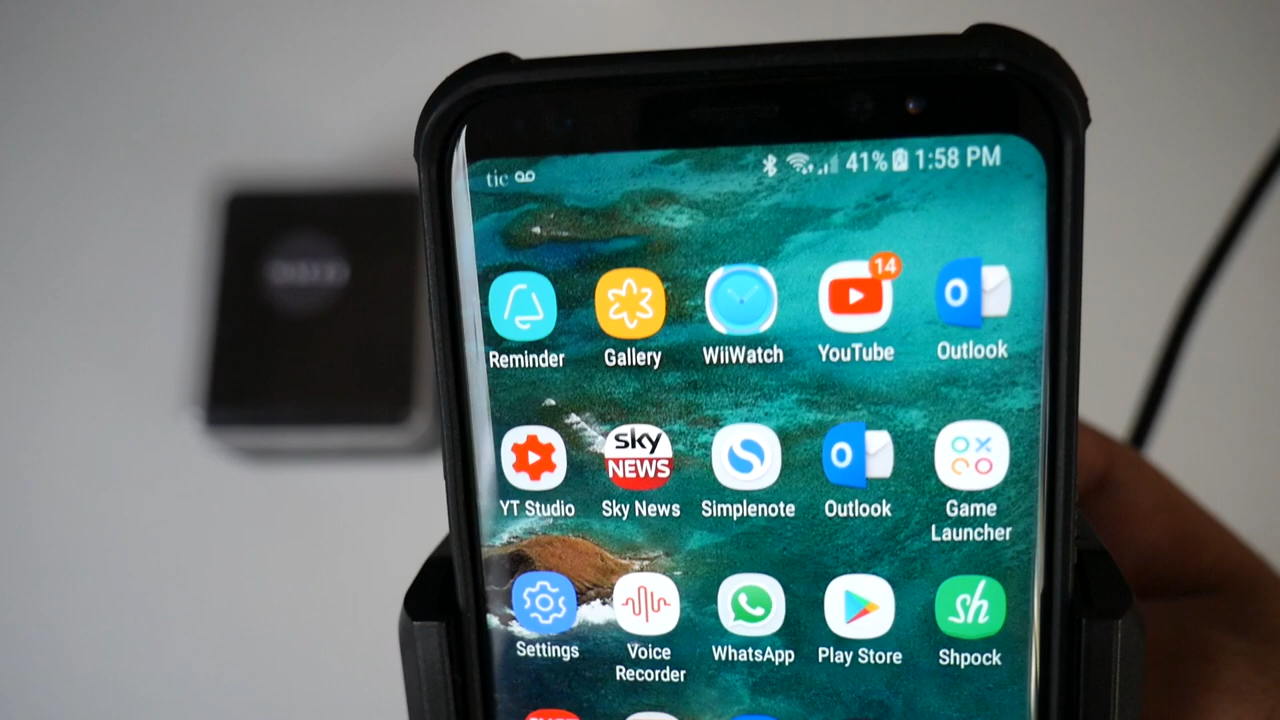 tic 41% 1:58 PM
14
Reminder Gallery WiiWatch YouTube Outlook
sky
NEWS
YT Studio Sky News Simplenote Outlook Game
Launcher
sh
Settings Voice
Recorder WhatsApp Play Store Shpock